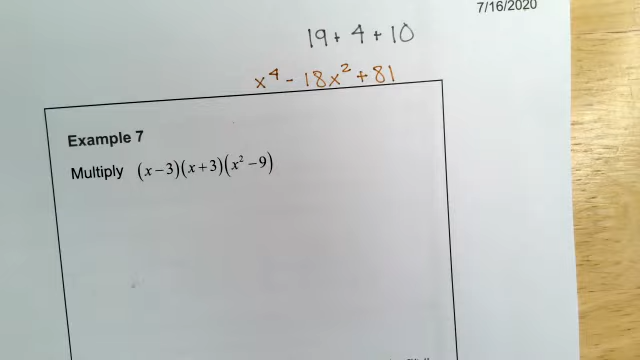 7/16/2020
19 + 4 + 10
x⁴ - 18x² + 81
Example 7
Multiply (x-3)(x+3)(x²-9)